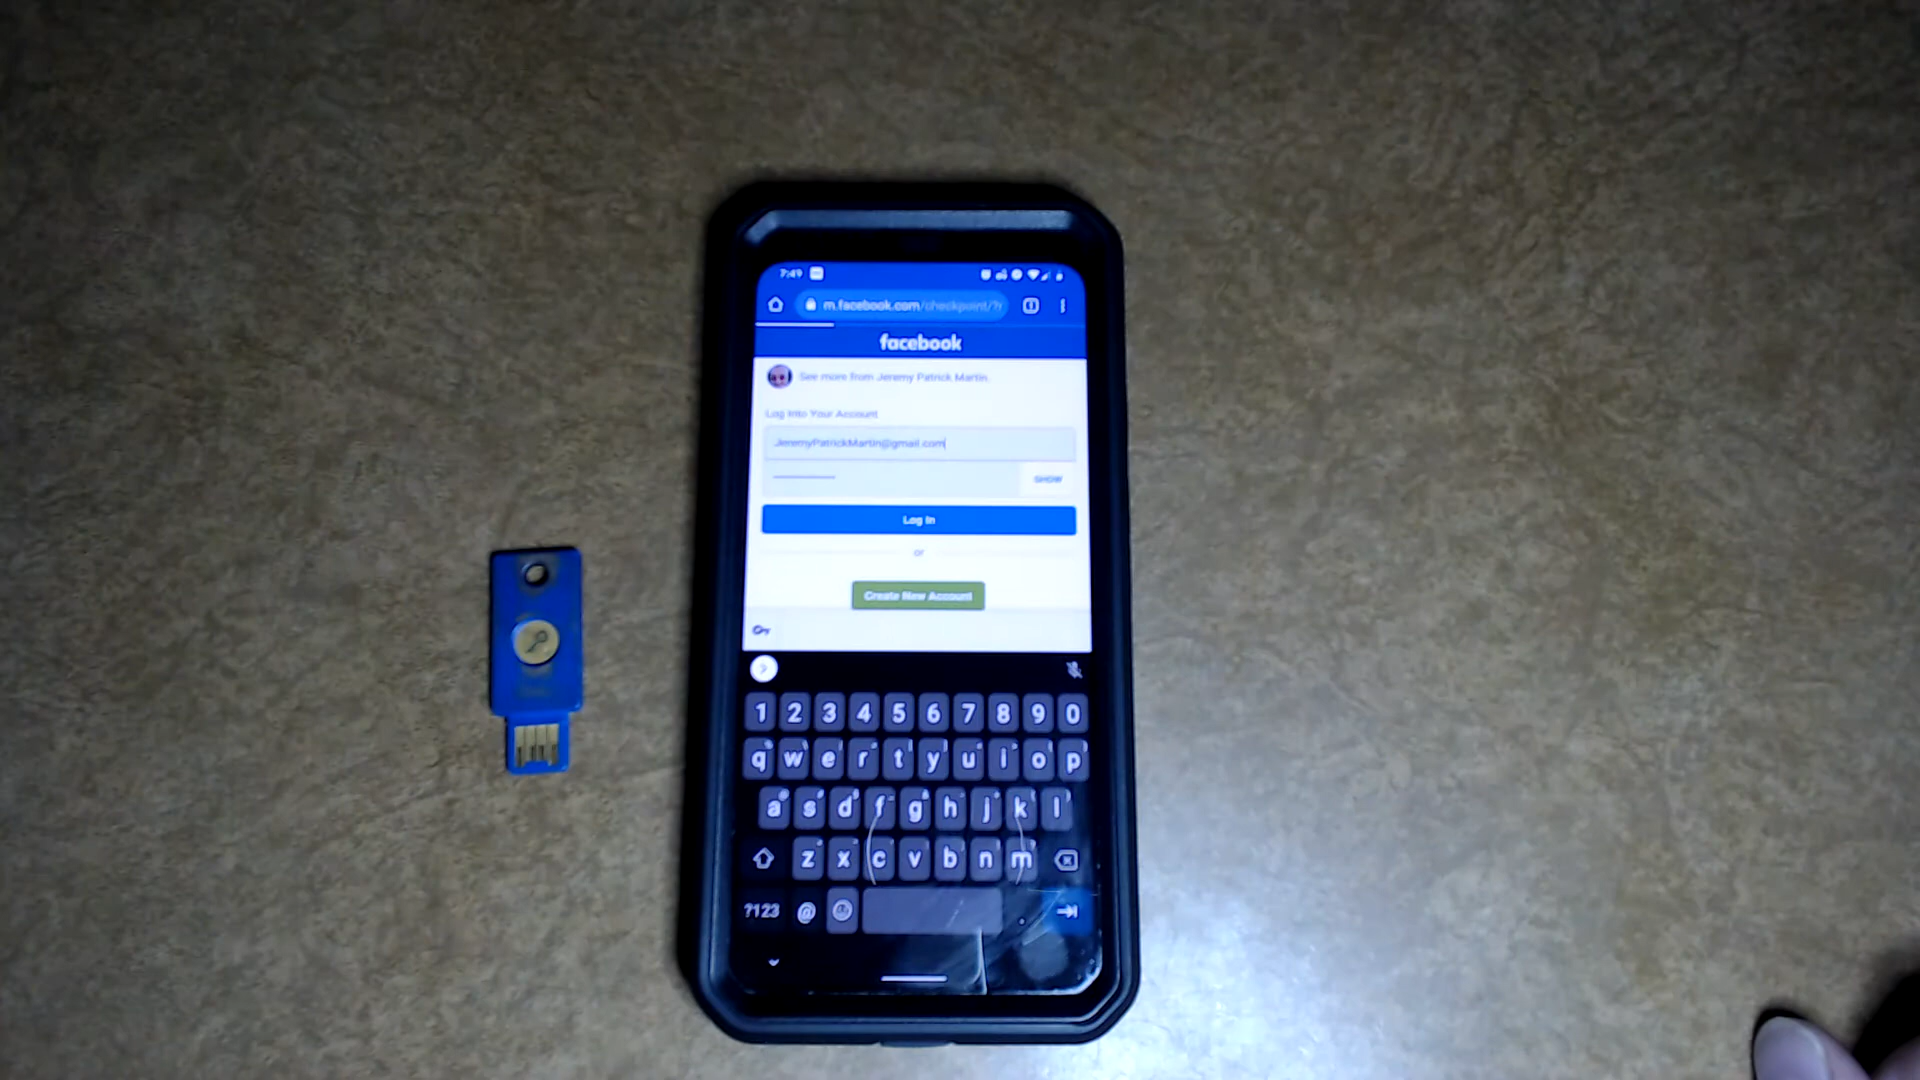 7:49
m.facebook.com/checkpoint/?r
facebook
See more from Jeremy Patrick Martin
Log Into Your Account
JeremyPatrickMartin@gmail.com
SHOW
Log In
or
Create New Account
1 2 3 4 5 6 7 8 9 0
q w e r t y u i o p
a s d f g h j k l
z x c v b n m
?123 @ .